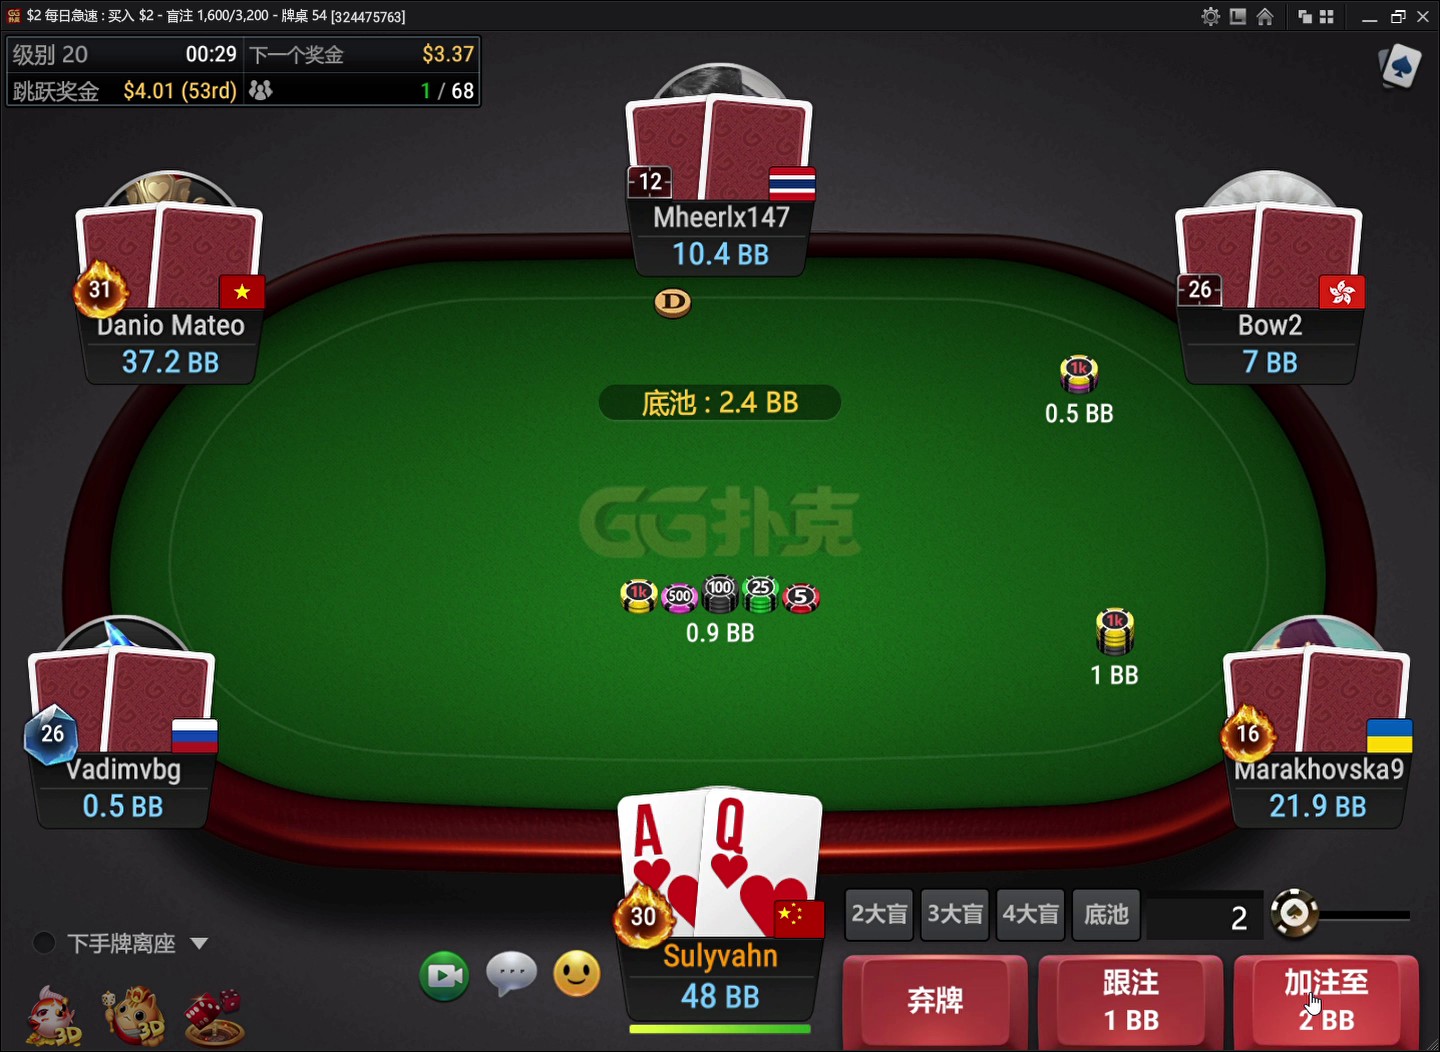 $2 每日急速 : 买入 $2 - 盲注 1,600/3,200 - 牌桌 54 [324475763]
级别 20 00:29 下一个奖金 $3.37
跳跃奖金 $4.01 (53rd) 1 / 68
12
Mheerlx147
10.4 BB
31
Danio Mateo
37.2 BB
26
Bow2
7 BB
D
1k
0.5 BB
底池 : 2.4 BB
GG扑克
1k 500 100 25 5
0.9 BB
1k
1 BB
26
Vadimvbg
0.5 BB
16
Marakhovska9
21.9 BB
A Q
30
Sulyvahn
48 BB
2大盲 3大盲 4大盲 底池 2
下手牌离座
3D 3D
弃牌
跟注
1 BB
加注至
2 BB